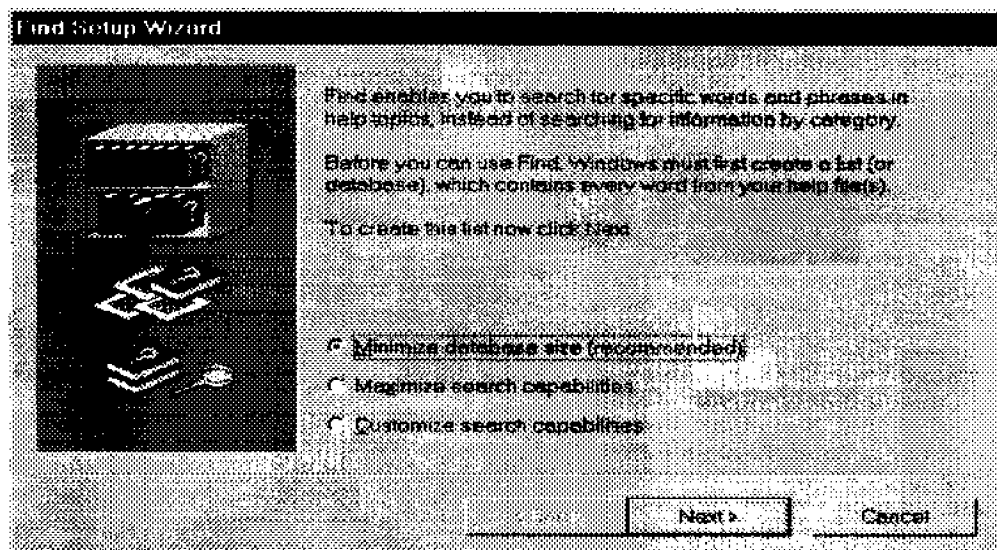 Find Setup Wizard
Find enables you to search for specific words and phrases in
help topics, instead of searching for information by category.
Before you can use Find, Windows must first create a list (or
database), which contains every word from your help file(s).
To create this list now click Next
Minimize database size (recommended)
Maximize search capabilities
Customize search capabilities
Next > Cancel